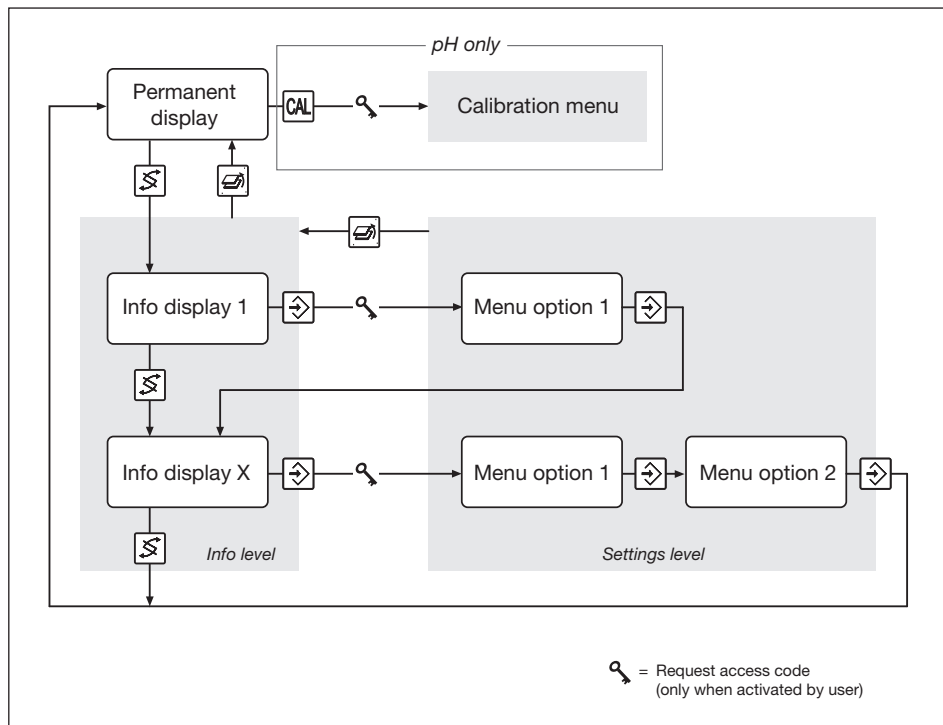 pH only
Permanent
display
CAL
Calibration menu
Info display 1
Menu option 1
Info display X
Menu option 1
Menu option 2
Info level
Settings level
= Request access code
(only when activated by user)